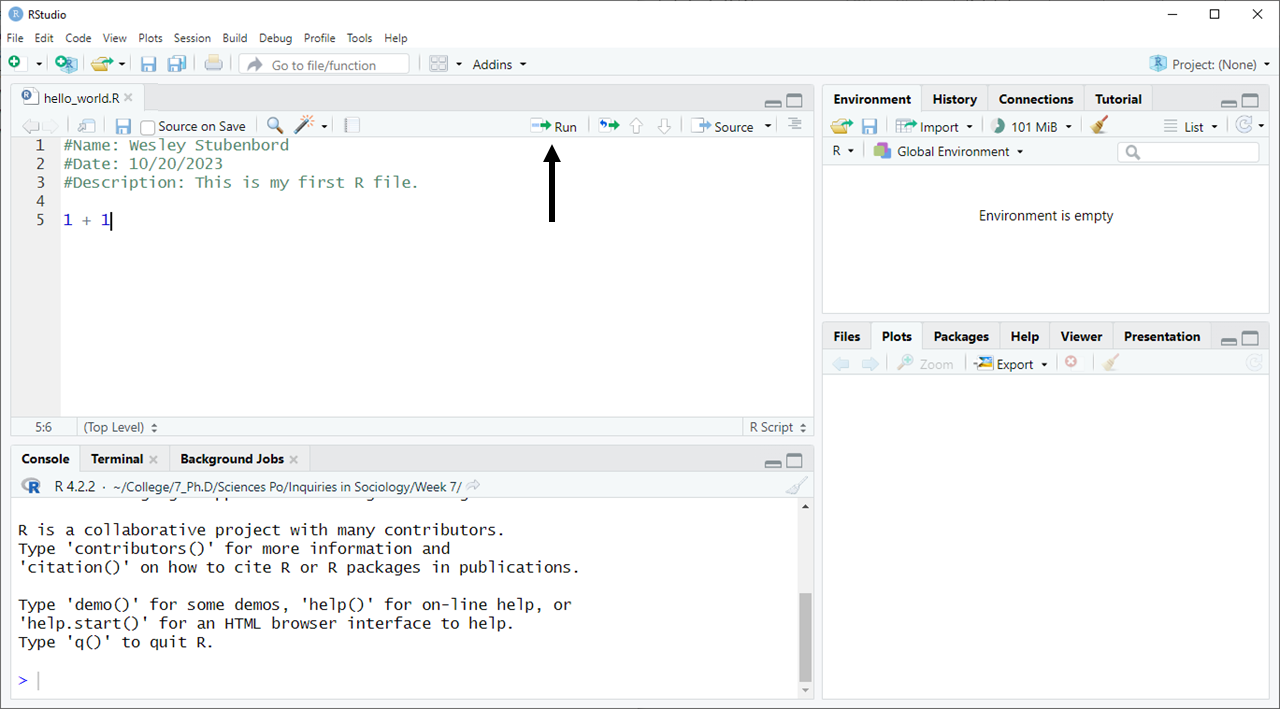 RStudio
File Edit Code View Plots Session Build Debug Profile Tools Help
Go to file/function Addins Project: (None)
hello_world.R
Source on Save Run Source
1 #Name: Wesley Stubenbord
2 #Date: 10/20/2023
3 #Description: This is my first R file.
4
5 1 + 1
5:6 (Top Level) R Script
Console Terminal Background Jobs
R 4.2.2 · ~/College/7_Ph.D/Sciences Po/Inquiries in Sociology/Week 7/
R is a collaborative project with many contributors.
Type 'contributors()' for more information and
'citation()' on how to cite R or R packages in publications.
Type 'demo()' for some demos, 'help()' for on-line help, or
'help.start()' for an HTML browser interface to help.
Type 'q()' to quit R.
>
Environment History Connections Tutorial
Import 101 MiB List
R Global Environment
Environment is empty
Files Plots Packages Help Viewer Presentation
Zoom Export